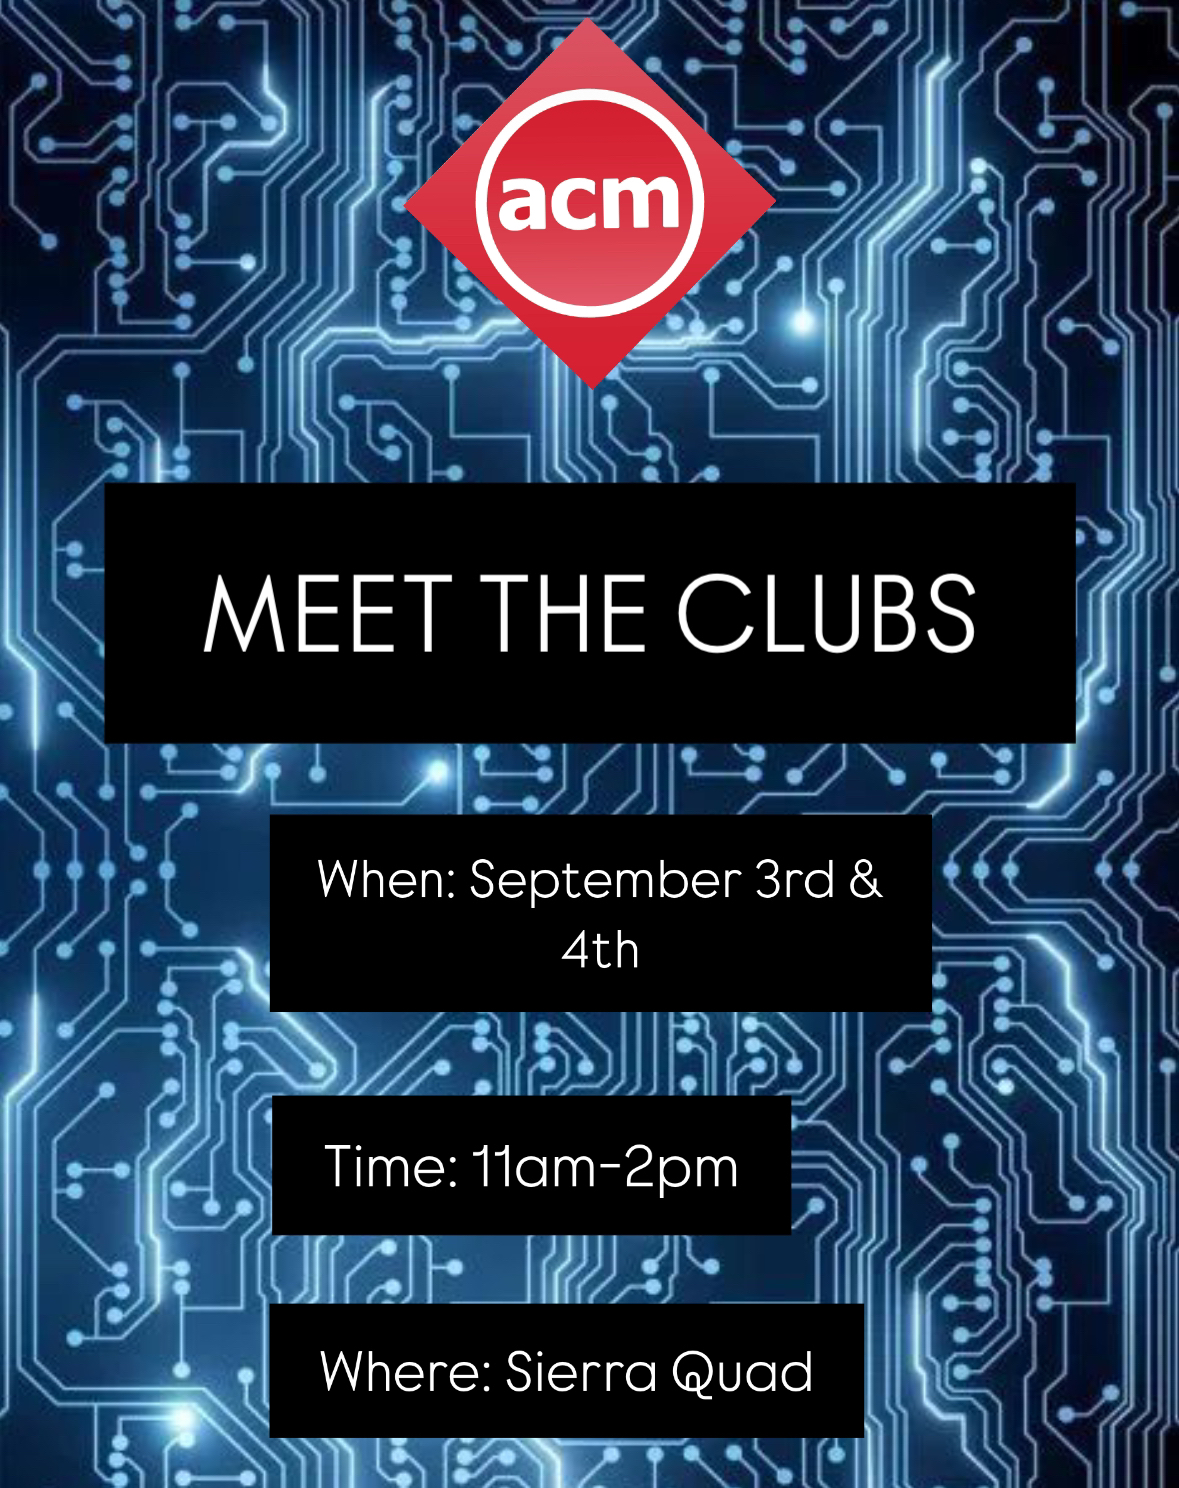 acm
MEET THE CLUBS
When: September 3rd &
4th
Time: 11am-2pm
Where: Sierra Quad